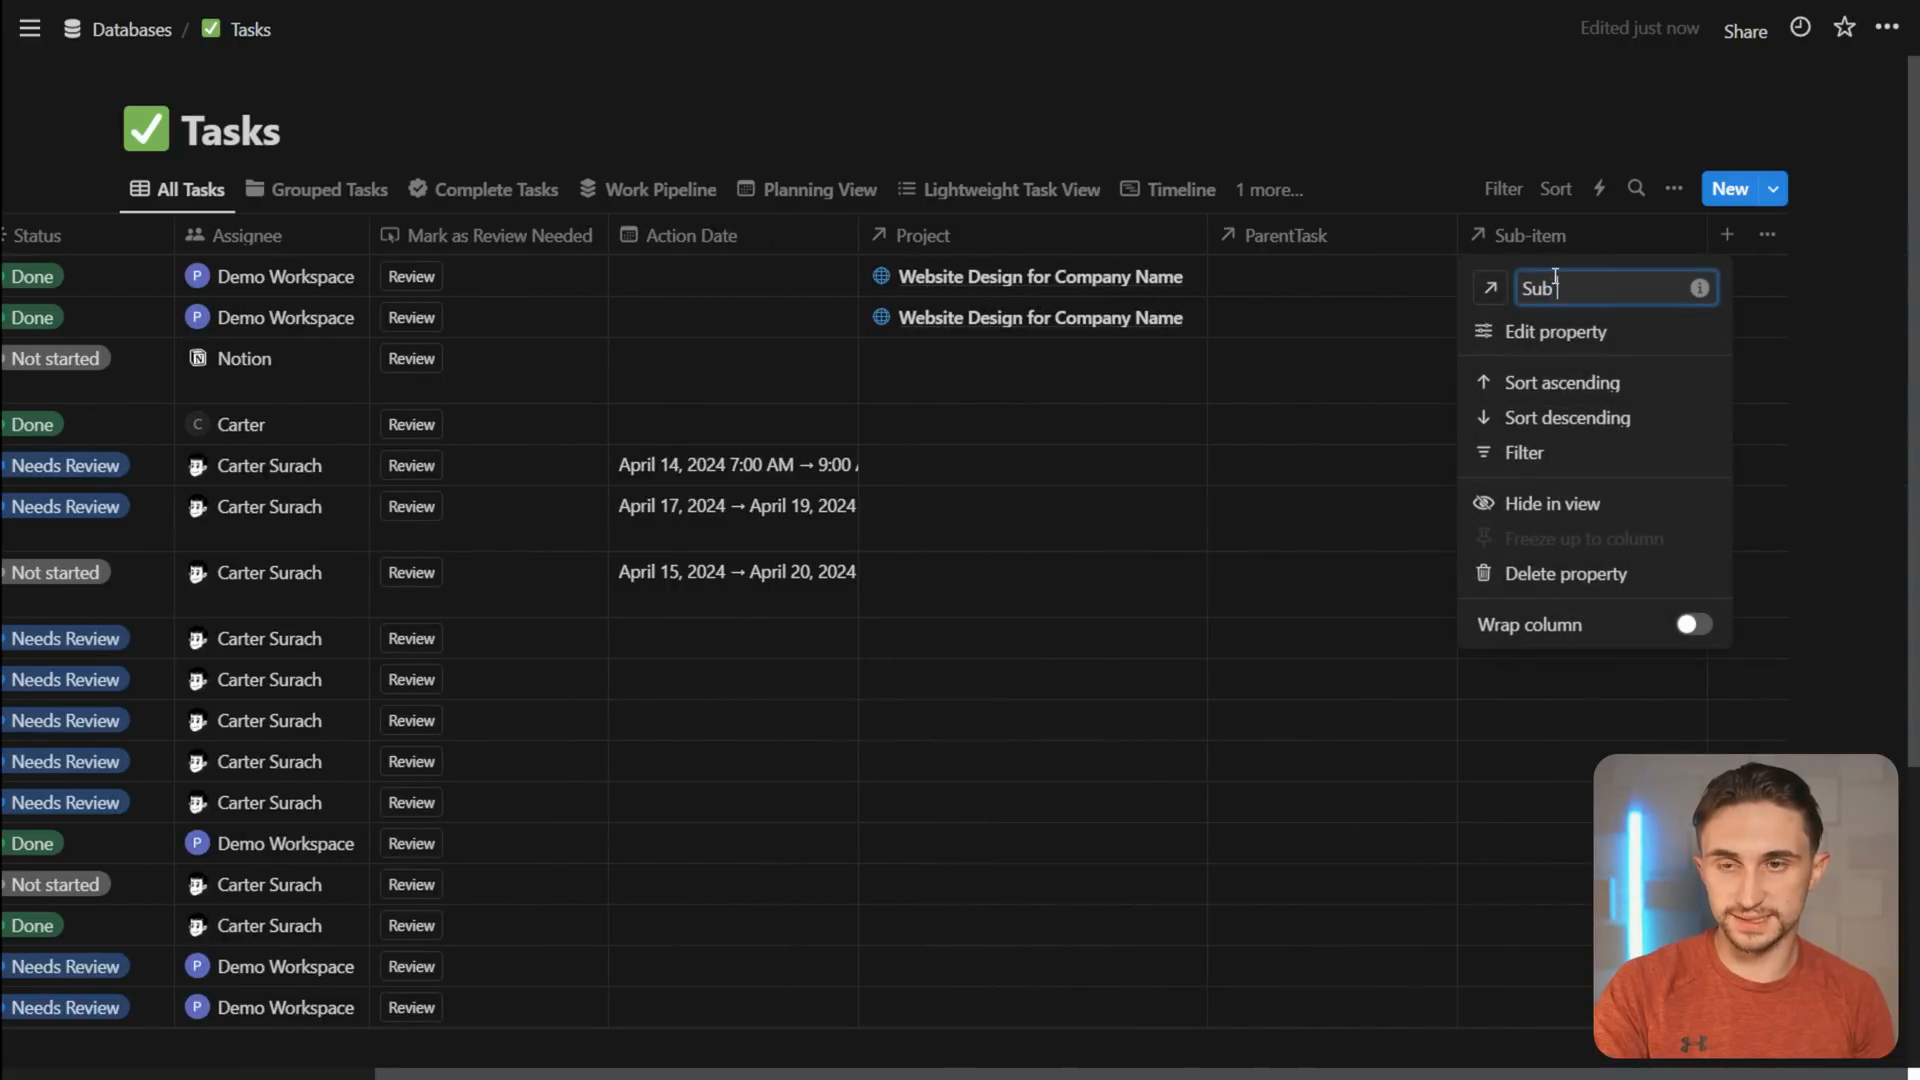 Databases / Tasks Edited just now Share
Tasks
All Tasks Grouped Tasks Complete Tasks Work Pipeline Planning View Lightweight Task View Timeline 1 more... Filter Sort New
Status Assignee Mark as Review Needed Action Date Project ParentTask Sub-item
Done P Demo Workspace Review Website Design for Company Name
Sub
Done P Demo Workspace Review Website Design for Company Name
Edit property
Not started Notion Review
Sort ascending
Sort descending
Done C Carter Review
Filter
Needs Review Carter Surach Review April 14, 2024 7:00 AM → 9:00
Needs Review Carter Surach Review April 17, 2024 → April 19, 2024
Hide in view
Freeze up to column
Not started Carter Surach Review April 15, 2024 → April 20, 2024
Delete property
Wrap column
Needs Review Carter Surach Review
Needs Review Carter Surach Review
Needs Review Carter Surach Review
Needs Review Carter Surach Review
Needs Review Carter Surach Review
Done P Demo Workspace Review
Not started Carter Surach Review
Done Carter Surach Review
Needs Review P Demo Workspace Review
Needs Review P Demo Workspace Review